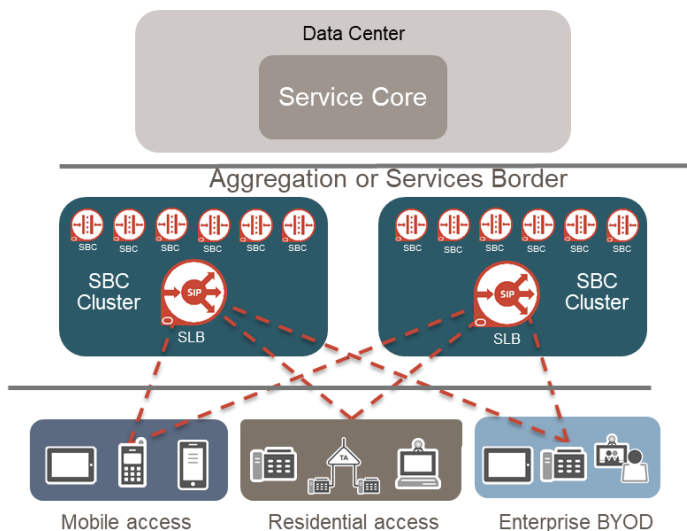 Data Center
Service Core
Aggregation or Services Border
SBC SBC SBC SBC SBC SBC
SBC
Cluster
SIP
SLB
SBC SBC SBC SBC SBC SBC
SIP
SLB
SBC
Cluster
TA
Mobile access
Residential access
Enterprise BYOD